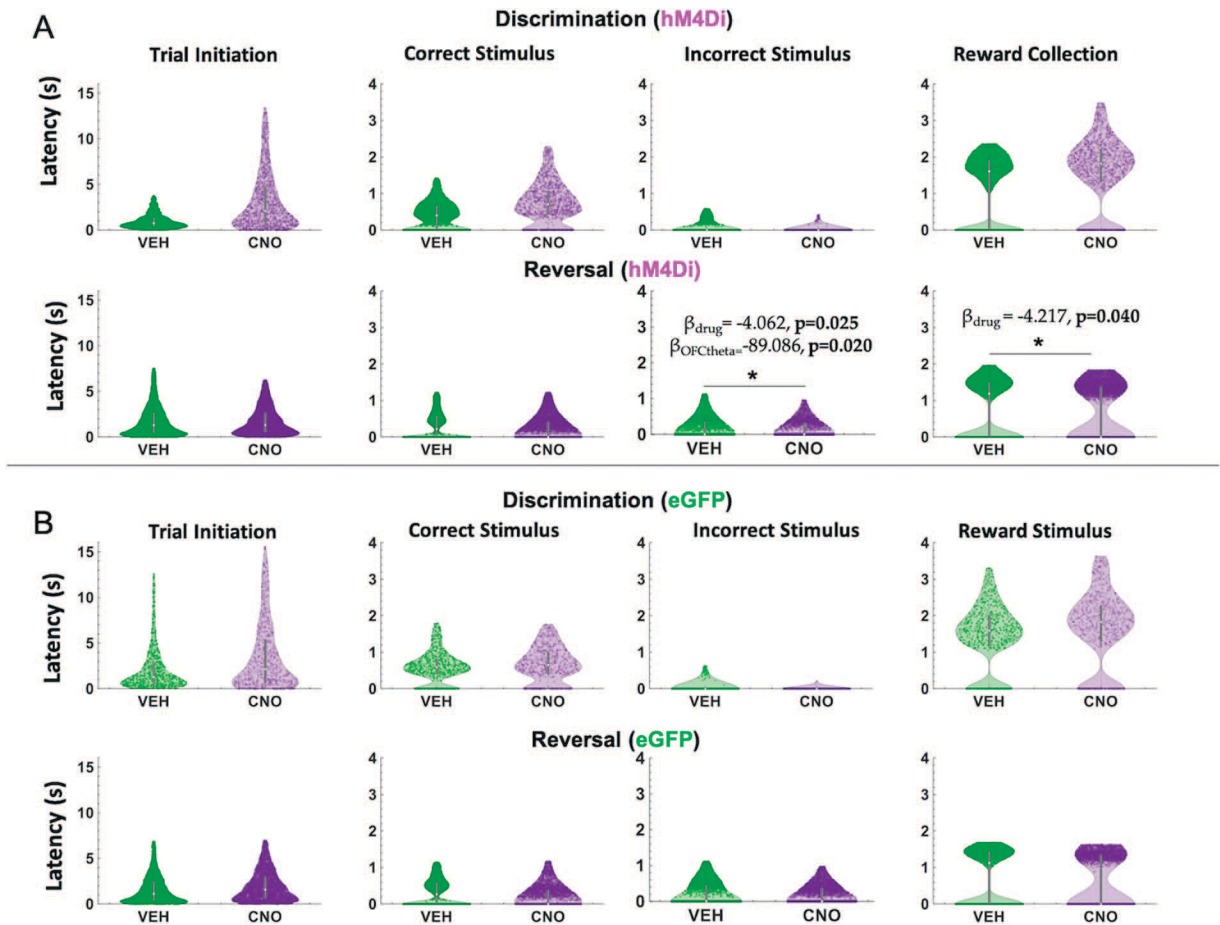 A
Discrimination (hM4Di)
Trial Initiation Correct Stimulus Incorrect Stimulus Reward Collection
Latency (s)
15 4 4 4
10 3 3 3
5 2 2 2
1 1 1
0 0 0 0
VEH CNO VEH CNO VEH CNO VEH CNO
Reversal (hM4Di)
Latency (s)
15 4 4 4
10 3 3 3
5 2 2 2
1 1 1
0 0 0 0
βdrug= -4.062, p=0.025
βOFCtheta=-89.086, p=0.020
*
βdrug= -4.217, p=0.040
*
VEH CNO VEH CNO VEH CNO VEH CNO
B
Discrimination (eGFP)
Trial Initiation Correct Stimulus Incorrect Stimulus Reward Stimulus
Latency (s)
15 4 4 4
10 3 3 3
5 2 2 2
1 1 1
0 0 0 0
VEH CNO VEH CNO VEH CNO VEH CNO
Reversal (eGFP)
Latency (s)
15 4 4 4
10 3 3 3
5 2 2 2
1 1 1
0 0 0 0
VEH CNO VEH CNO VEH CNO VEH CNO